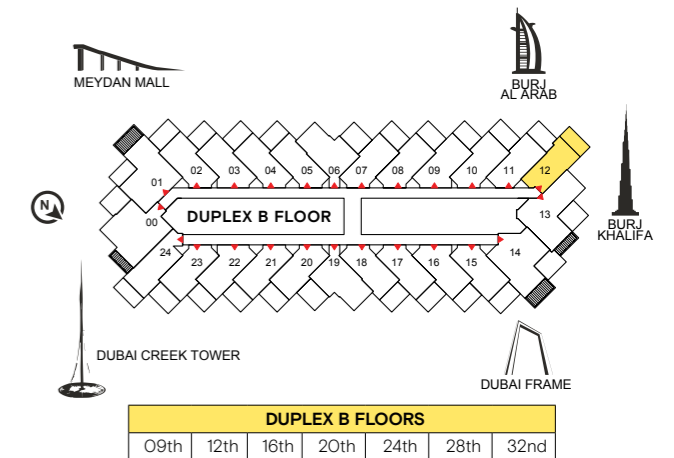 MEYDAN MALL
BURJ
AL ARAB
02 03 04 05 06 07 08 09 10 11 12
01
N
00
DUPLEX B FLOOR
13
BURJ
KHALIFA
24
14
23 22 21 20 19 18 17 16 15
DUBAI CREEK TOWER
DUBAI FRAME
DUPLEX B FLOORS
09th 12th 16th 20th 24th 28th 32nd